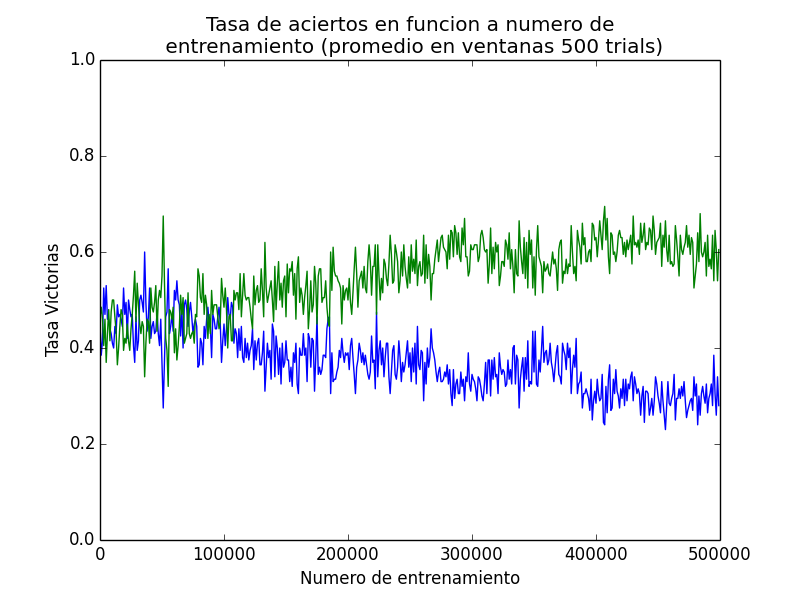 Tasa de aciertos en funcion a numero de
entrenamiento (promedio en ventanas 500 trials)
1.0
0.8
0.6
0.4
0.2
0.0
Tasa Victorias
0 100000 200000 300000 400000 500000
Numero de entrenamiento